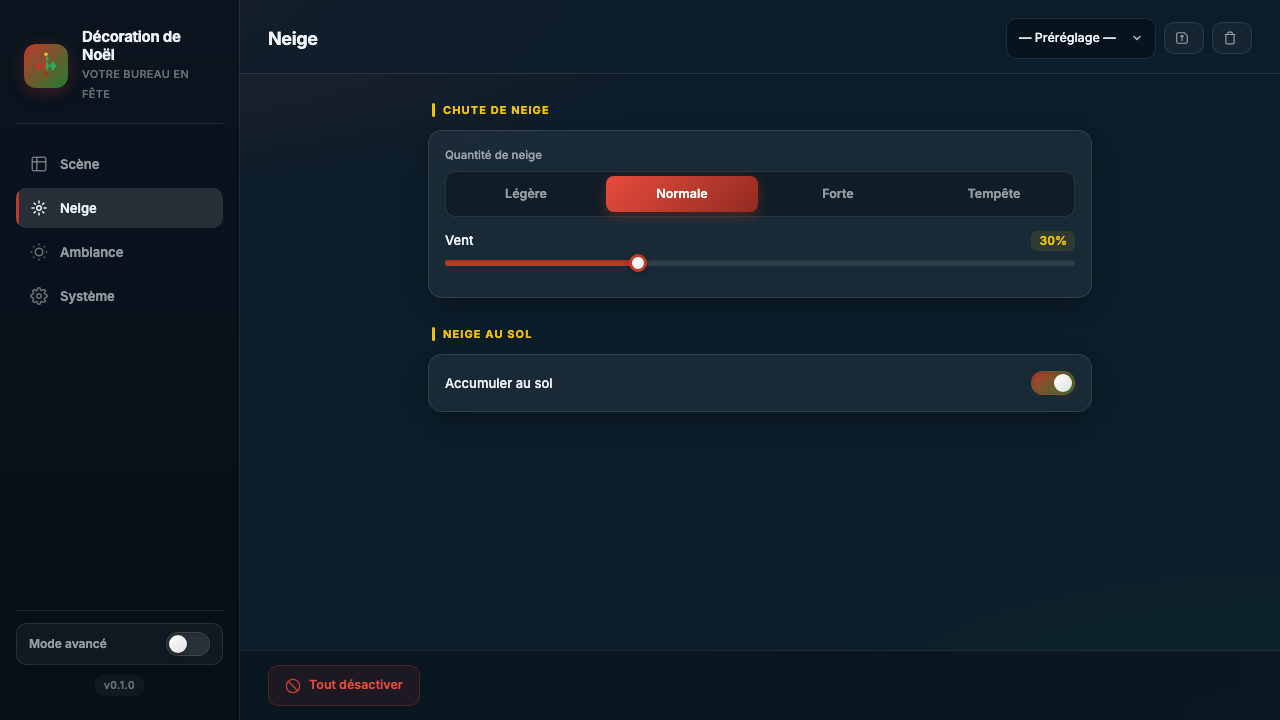 Décoration de
Noël
VOTRE BUREAU EN
FÊTE
Scène
Neige
Ambiance
Système
Mode avancé
v0.1.0
Neige
— Préréglage —
CHUTE DE NEIGE
Quantité de neige
Légère Normale Forte Tempête
Vent 30%
NEIGE AU SOL
Accumuler au sol
Tout désactiver